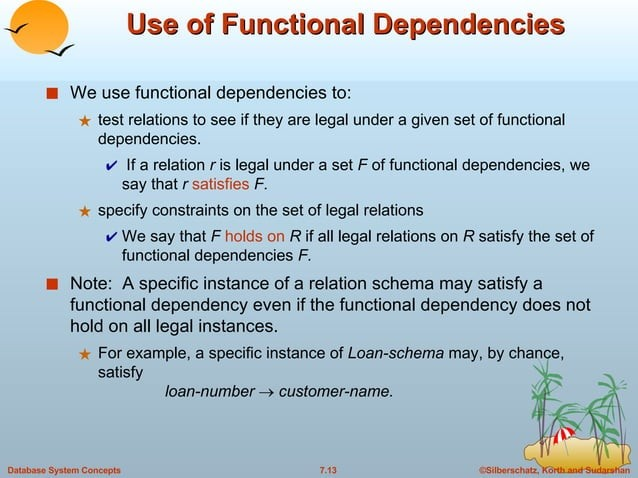 Use of Functional Dependencies
We use functional dependencies to:
test relations to see if they are legal under a given set of functional
dependencies.
If a relation r is legal under a set F of functional dependencies, we
say that r satisfies F.
specify constraints on the set of legal relations
We say that F holds on R if all legal relations on R satisfy the set of
functional dependencies F.
Note: A specific instance of a relation schema may satisfy a
functional dependency even if the functional dependency does not
hold on all legal instances.
For example, a specific instance of Loan-schema may, by chance,
satisfy
loan-number → customer-name.
Database System Concepts 7.13 ©Silberschatz, Korth and Sudarshan